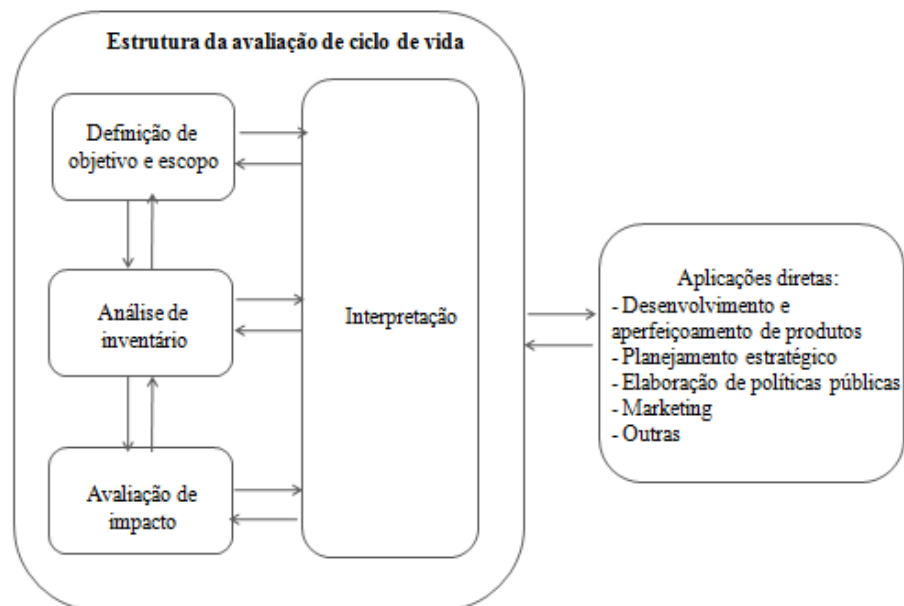 Estrutura da avaliação de ciclo de vida
Definição de
objetivo e escopo
Análise de
inventário
Avaliação de
impacto
Interpretação
Aplicações diretas:
- Desenvolvimento e
aperfeiçoamento de produtos
- Planejamento estratégico
- Elaboração de políticas públicas
- Marketing
- Outras